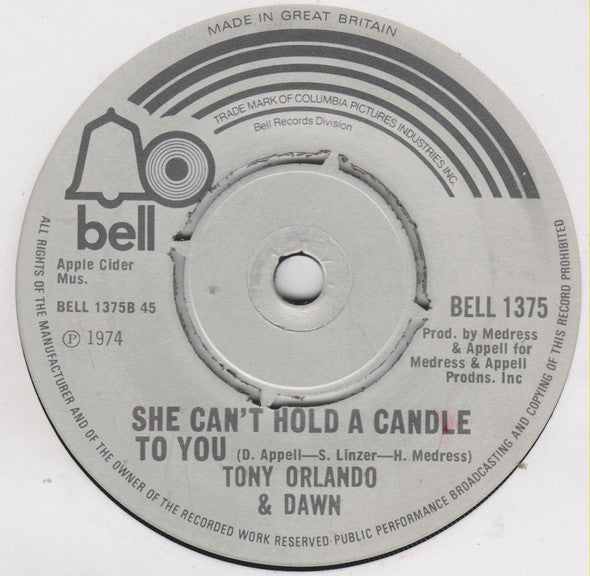 MADE IN GREAT BRITAIN
TRADE MARK OF COLUMBIA PICTURES INDUSTRIES INC.
Bell Records Division
bell
Apple Cider
Mus.
BELL 1375B 45
Ⓟ 1974
BELL 1375
Prod. by Medress
& Appell for
Medress & Appell
Prodns. Inc
SHE CAN'T HOLD A CANDLE
TO YOU (D. Appell—S. Linzer—H. Medress)
TONY ORLANDO
& DAWN
ALL RIGHTS OF THE MANUFACTURER AND OF THE OWNER OF THE RECORDED WORK RESERVED·PUBLIC PERFORMANCE BROADCASTING AND COPYING OF THIS RECORD PROHIBITED